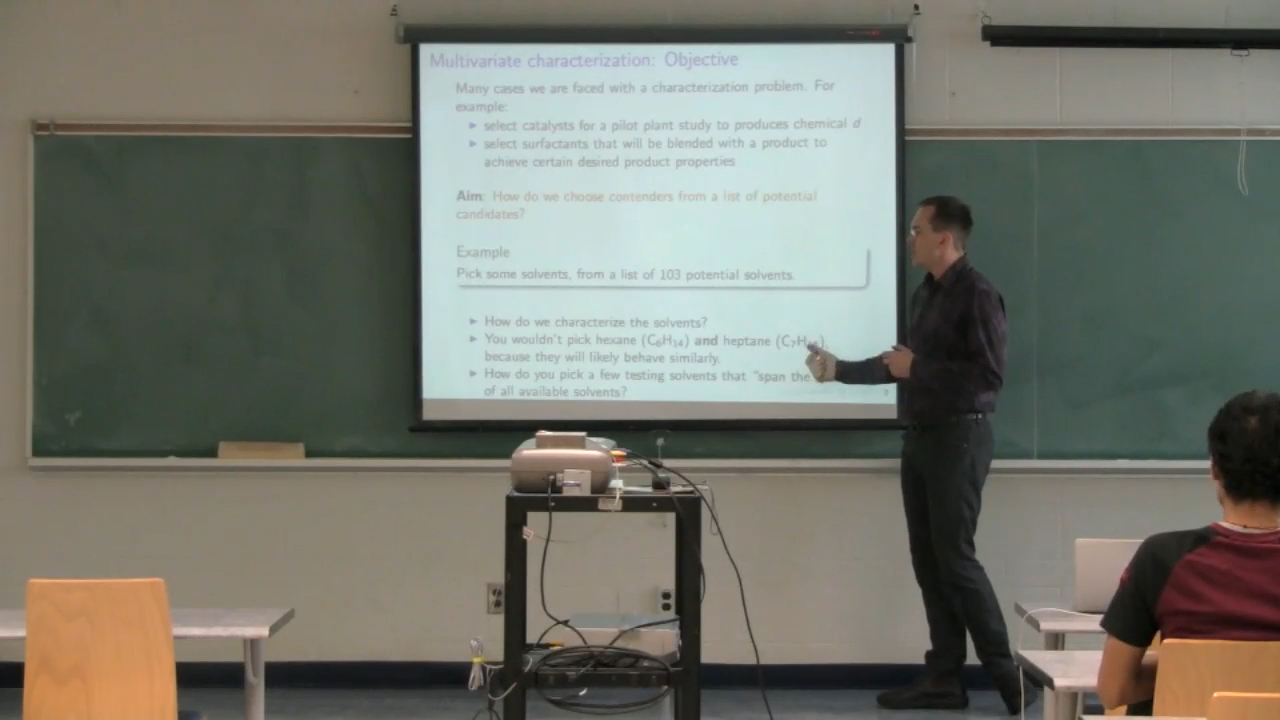 Multivariate characterization: Objective
Many cases we are faced with a characterization problem. For
example:
▶ select catalysts for a pilot plant study to produces chemical d
▶ select surfactants that will be blended with a product to
achieve certain desired product properties
Aim: How do we choose contenders from a list of potential
candidates?
Example
Pick some solvents, from a list of 103 potential solvents.
▶ How do we characterize the solvents?
▶ You wouldn't pick hexane (C₆H₁₄) and heptane (C₇H
because they will likely behave similarly.
▶ How do you pick a few testing solvents that "span the
of all available solvents?